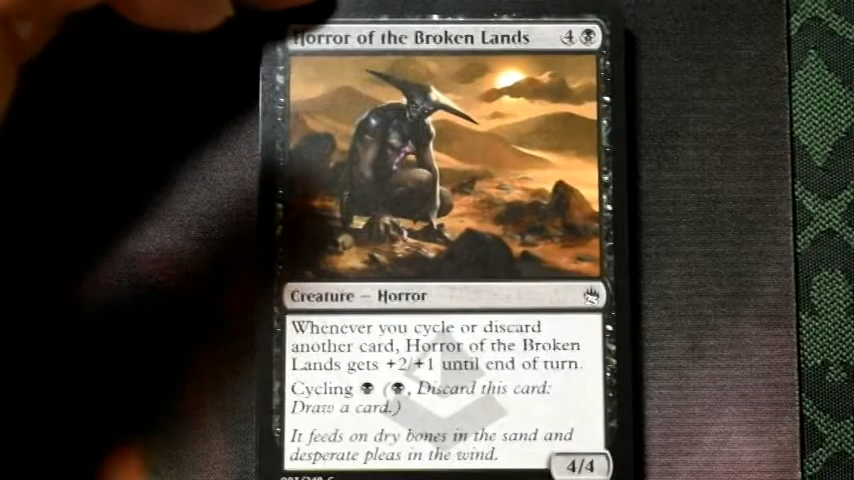 Horror of the Broken Lands 4
Creature — Horror
Whenever you cycle or discard
another card, Horror of the Broken
Lands gets +2/+1 until end of turn.
Cycling (, Discard this card:
Draw a card.)
It feeds on dry bones in the sand and
desperate pleas in the wind.
4/4